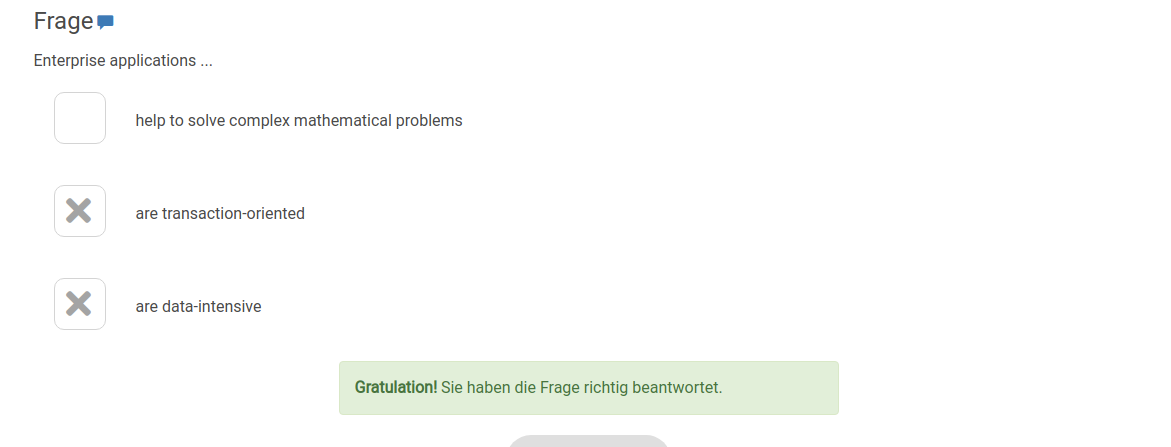 Frage
Enterprise applications ...
help to solve complex mathematical problems
are transaction-oriented
are data-intensive
Gratulation! Sie haben die Frage richtig beantwortet.